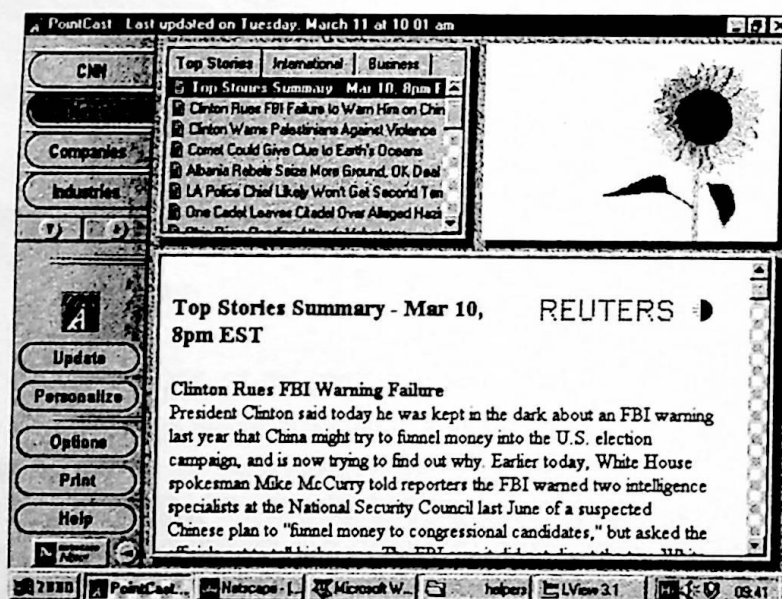 PointCast Last updated on Tuesday, March 11 at 10:01 am
CNN
Companies
Industries
Top Stories International Business
Top Stories Summary - Mar 10, 8pm E
Clinton Rues FBI Failure to Warn Him on Chin
Clinton Warns Palestinians Against Violence
Comet Could Give Clue to Earth's Oceans
Albania Rebels Seize More Ground, OK Deal
LA Police Chief Likely Won't Get Second Ter
One Cadet Leaves Citadel Over Alleged Hazi
Update
Personalize
Options
Print
Help
Top Stories Summary - Mar 10,
8pm EST
REUTERS
Clinton Rues FBI Warning Failure
President Clinton said today he was kept in the dark about an FBI warning
last year that China might try to funnel money into the U.S. election
campaign, and is now trying to find out why. Earlier today, White House
spokesman Mike McCurry told reporters the FBI warned two intelligence
specialists at the National Security Council last June of a suspected
Chinese plan to "funnel money to congressional candidates," but asked the
PointCast... Netscape - [... Microsoft W... helpers LView 3.1 09:41